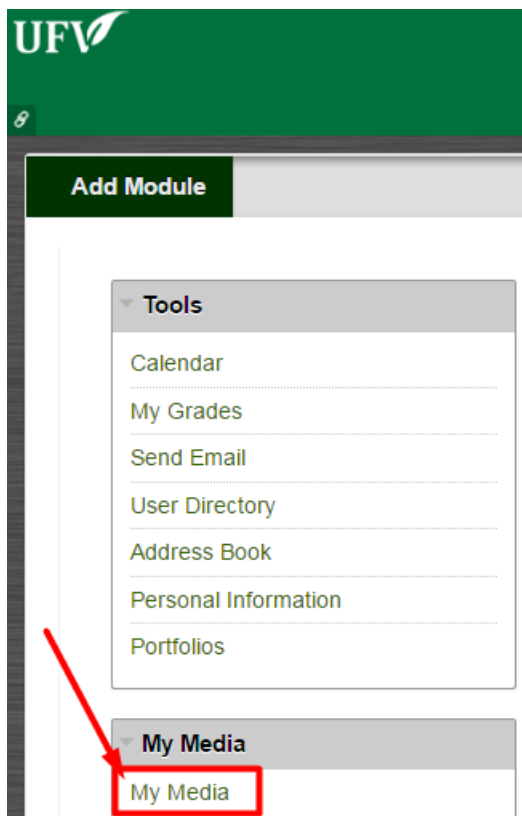 UFV
Add Module
Tools
Calendar
My Grades
Send Email
User Directory
Address Book
Personal Information
Portfolios
My Media
My Media